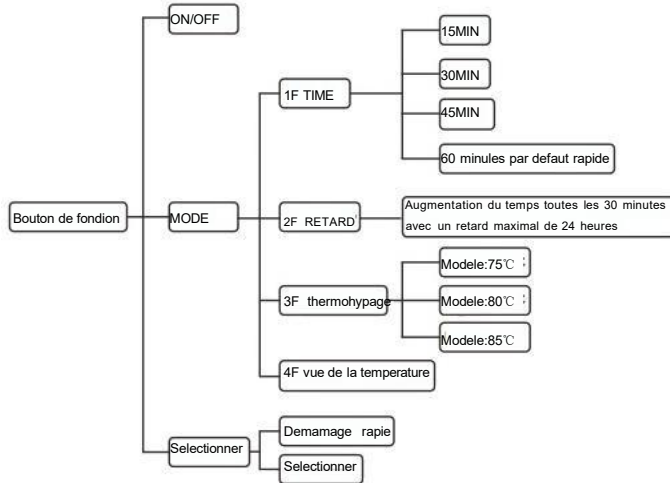 ON/OFF
15MIN
30MIN
1F TIME
45MIN
60 minules par defaut rapide
Bouton de fondion
MODE
2F RETARD'
Augmentation du temps toutes les 30 minutes
avec un retard maximal de 24 heures
Modele:75℃ :
3F thermohypage
Modele:80℃ :
Modele:85℃
4F vue de la temperature
Demamage rapie
Selectionner
Selectionner